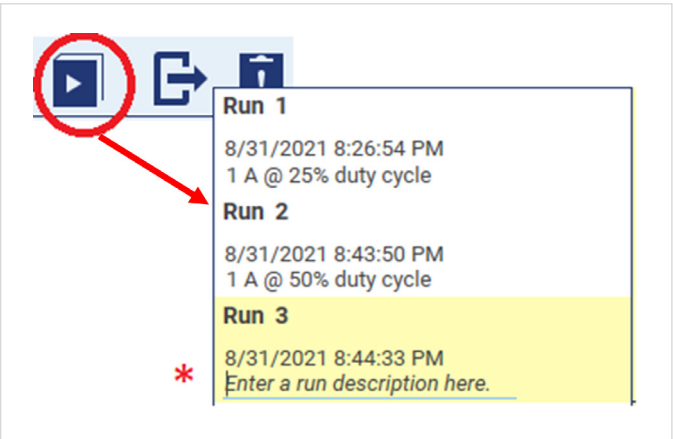 Run 1
8/31/2021 8:26:54 PM
1 A @ 25% duty cycle
Run 2
8/31/2021 8:43:50 PM
1 A @ 50% duty cycle
Run 3
8/31/2021 8:44:33 PM
*
Enter a run description here.